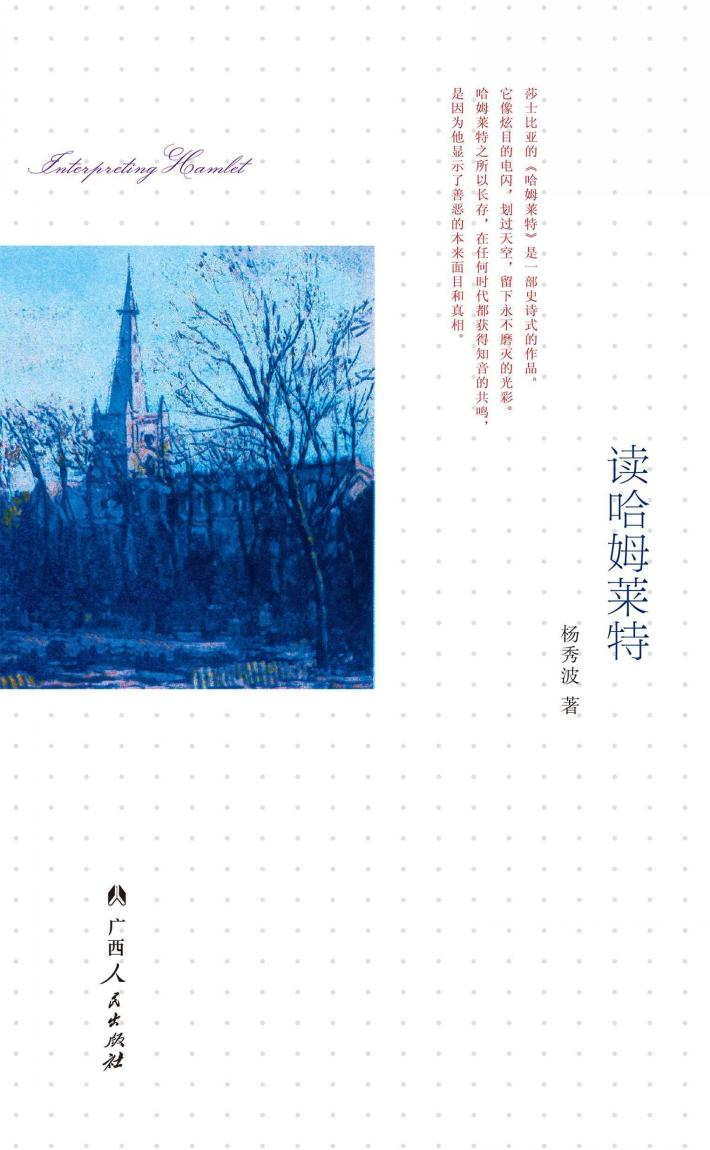 Interpreting Hamlet
莎士比亚的《哈姆莱特》是一部史诗式的作品。
它像炫目的电闪，划过天空，留下永不磨灭的光彩。
哈姆莱特之所以长存，在任何时代都获得知音的共鸣，
是因为他显示了善恶的本来面目和真相。
读哈姆莱特
杨秀波 著
广西人民出版社